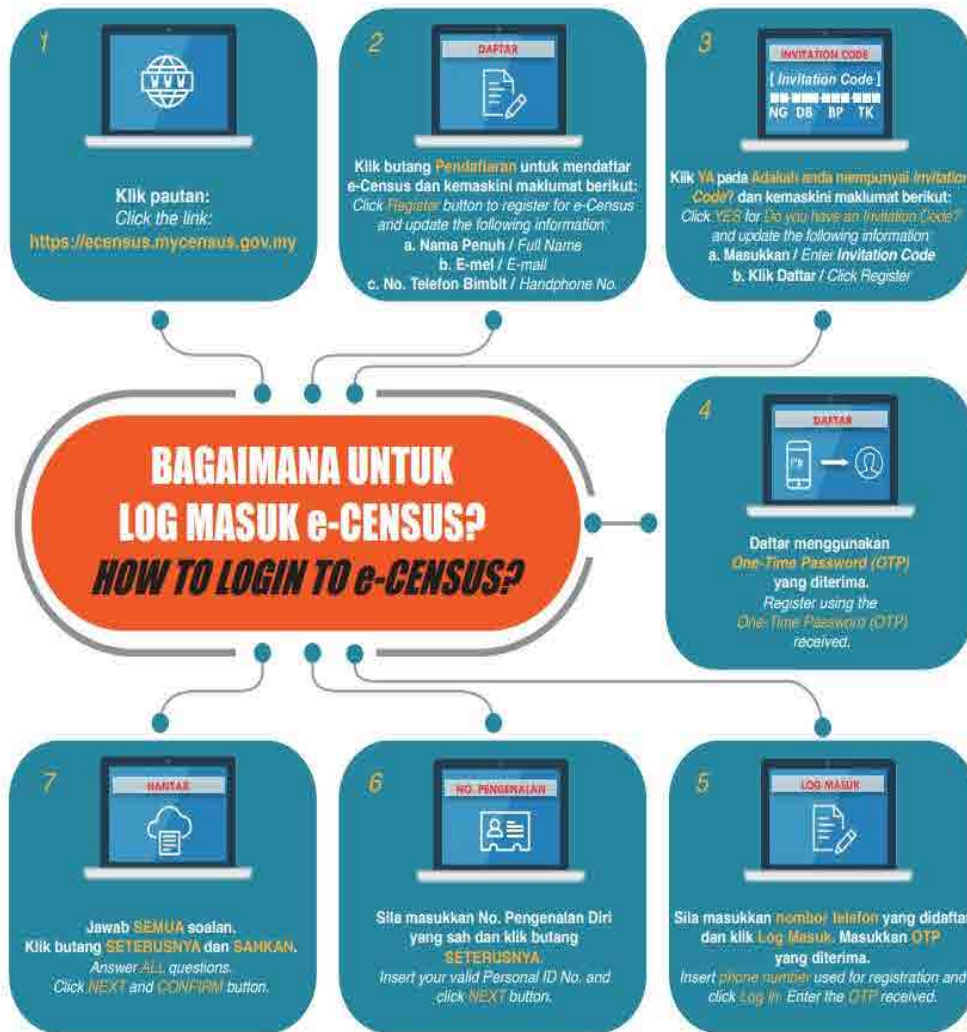 1
Klik pautan:
Click the link:
https://ecensus.mycensus.gov.my
2
DAFTAR
Klik butang Pendaftaran untuk mendaftar
e-Census dan kemaskini maklumat berikut:
Click Register button to register for e-Census
and update the following information
a. Nama Penuh / Full Name
b. E-mel / E-mail
c. No. Telefon Bimbit / Handphone No.
3
INVITATION CODE
[ Invitation Code ]
NG DB BP TK
Klik YA pada Adakah anda mempunyai Invitation
Code? dan kemaskini maklumat berikut:
Click YES for Do you have an Invitation Code?
and update the following information
a. Masukkan / Enter Invitation Code
b. Klik Daftar / Click Register
BAGAIMANA UNTUK
LOG MASUK e-CENSUS?
HOW TO LOGIN TO e-CENSUS?
4
DAFTAR
Daftar menggunakan
One-Time Password (OTP)
yang diterima.
Register using the
One-Time Password (OTP)
received.
5
LOG MASUK
Sila masukkan nombor telefon yang didaftar
dan klik Log Masuk. Masukkan OTP
yang diterima.
Insert phone number used for registration and
click Log In. Enter the OTP received.
6
NO. PENGENALAN
Sila masukkan No. Pengenalan Diri
yang sah dan klik butang
SETERUSNYA.
Insert your valid Personal ID No. and
click NEXT button.
7
HANTAR
Jawab SEMUA soalan.
Klik butang SETERUSNYA dan SAHKAN.
Answer ALL questions.
Click NEXT and CONFIRM button.